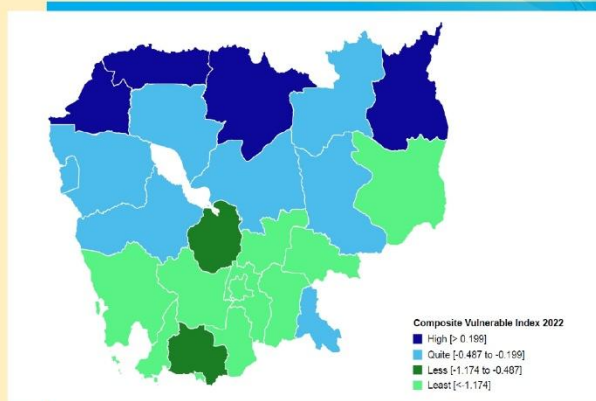 Composite Vulnerable Index 2022
High [> 0.199]
Quite [-0.487 to -0.199]
Less [-1.174 to -0.487]
Least [<-1.174]